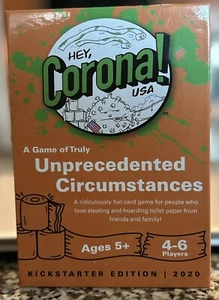 HEY,
Corona!
USA
A Game of Truly
Unprecedented
Circumstances
A ridiculously fun card game for people who
love stealing and hoarding toilet paper from
friends and family!
Ages 5+
4-6
Players
KICKSTARTER EDITION | 2020